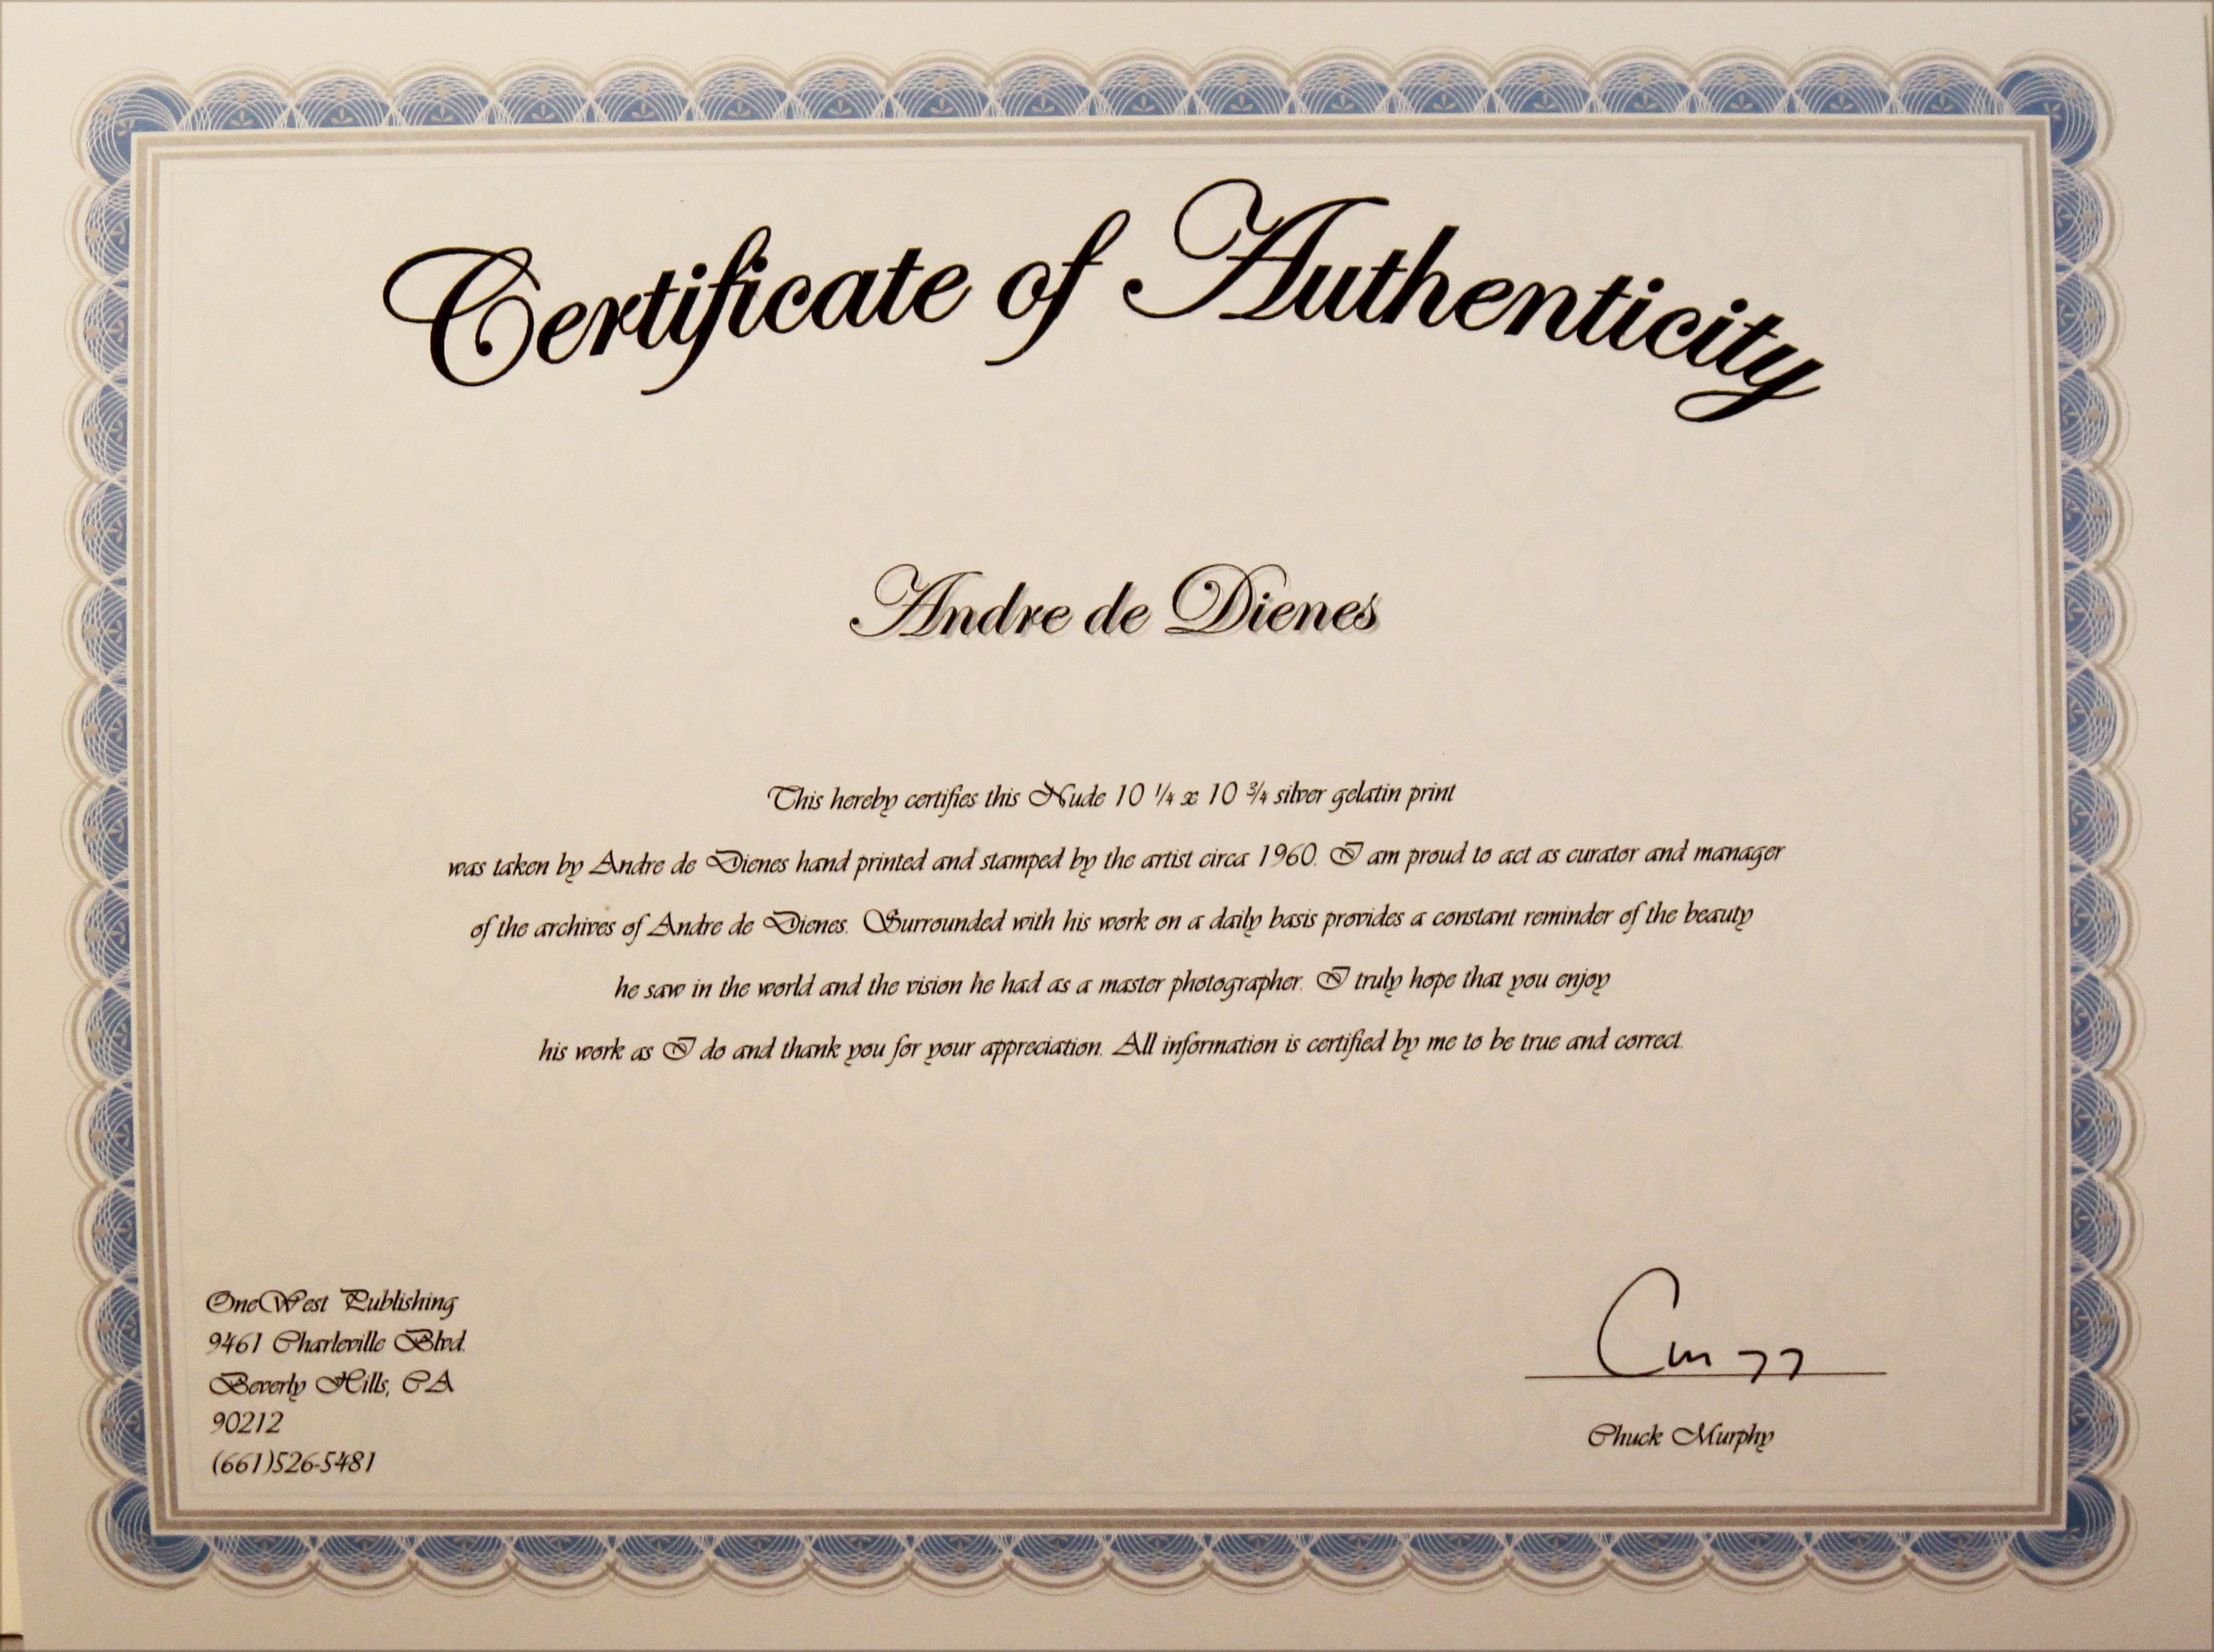 Certificate of Authenticity
Andre de Dienes
This hereby certifies this Nude 10 ¼ x 10 ¾ silver gelatin print
was taken by Andre de Dienes hand printed and stamped by the artist circa 1960. I am proud to act as curator and manager
of the archives of Andre de Dienes. Surrounded with his work on a daily basis provides a constant reminder of the beauty
he saw in the world and the vision he had as a master photographer. I truly hope that you enjoy
his work as I do and thank you for your appreciation. All information is certified by me to be true and correct.
OneWest Publishing
9461 Charleville Blvd.
Beverly Hills, CA
90212
(661)526-5481
Chuck Murphy